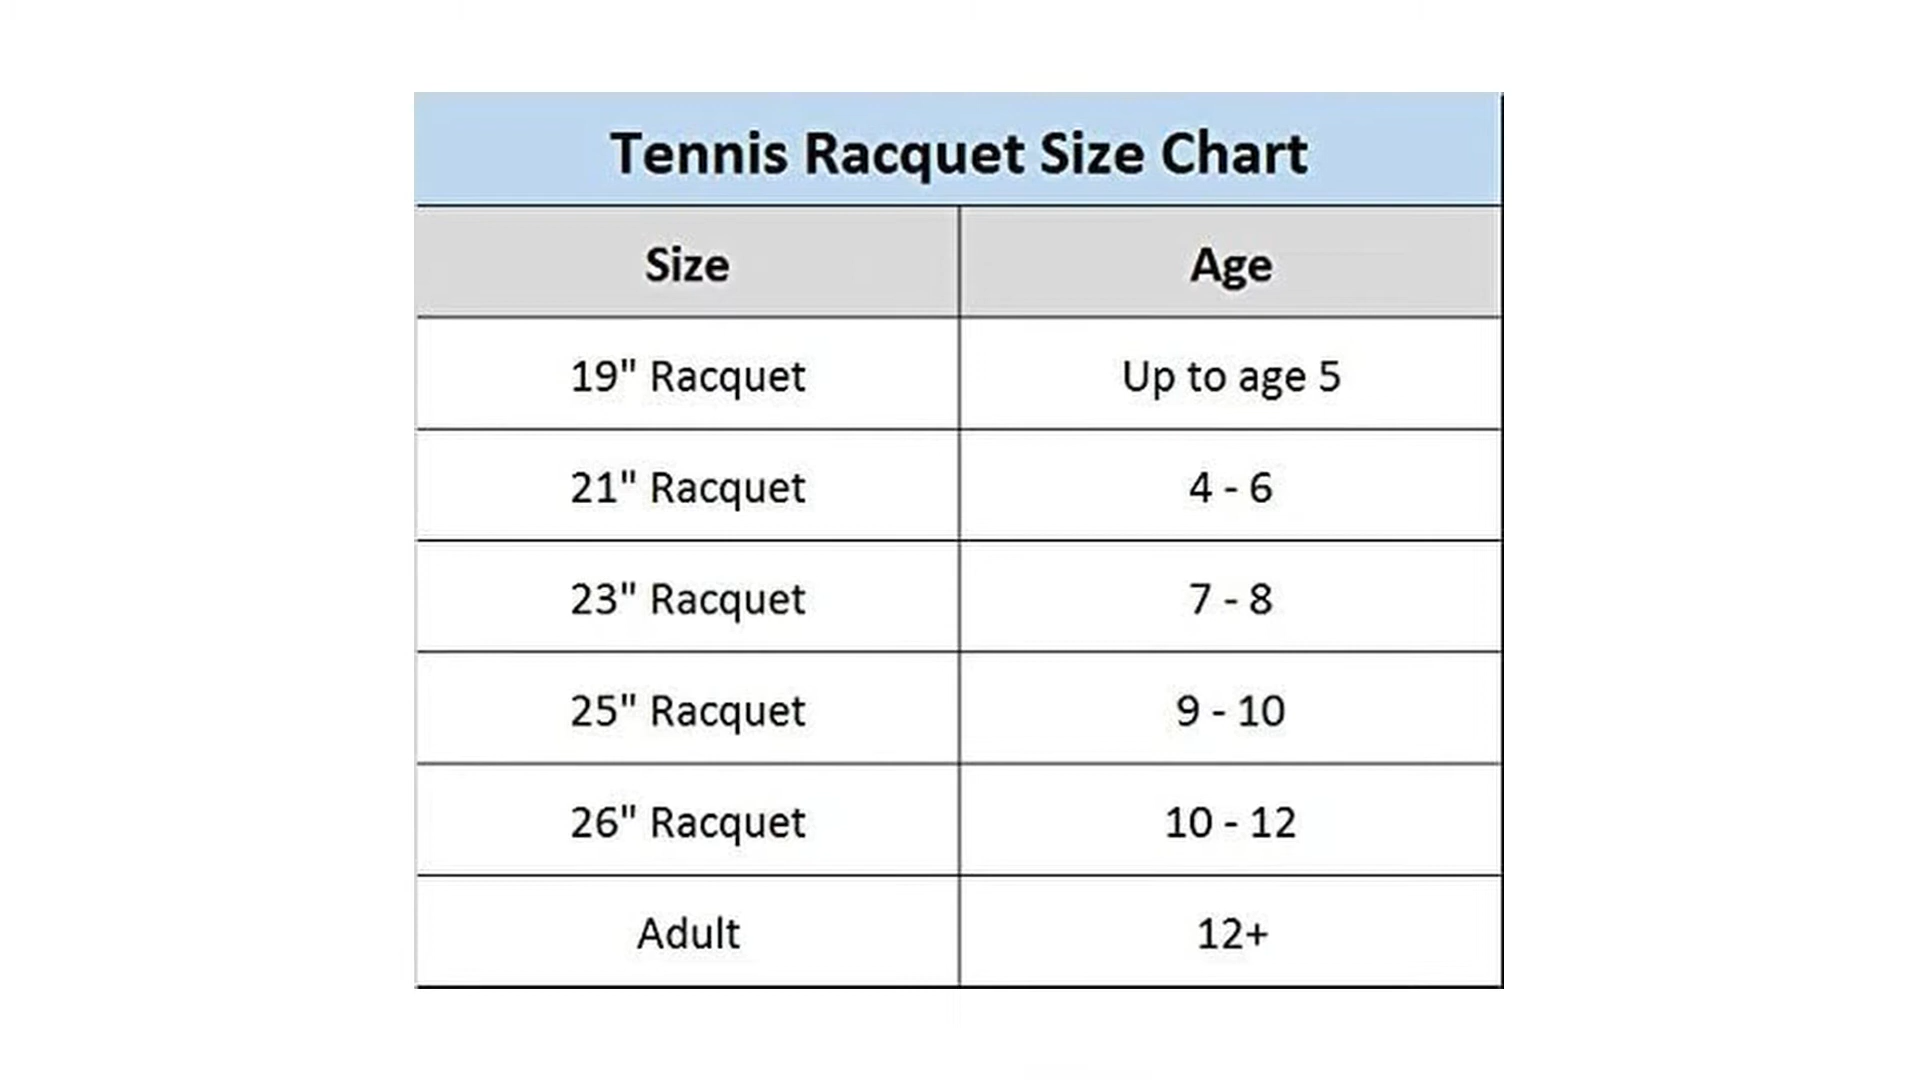 Tennis Racquet Size Chart
Size Age
19" Racquet Up to age 5
21" Racquet 4 - 6
23" Racquet 7 - 8
25" Racquet 9 - 10
26" Racquet 10 - 12
Adult 12+